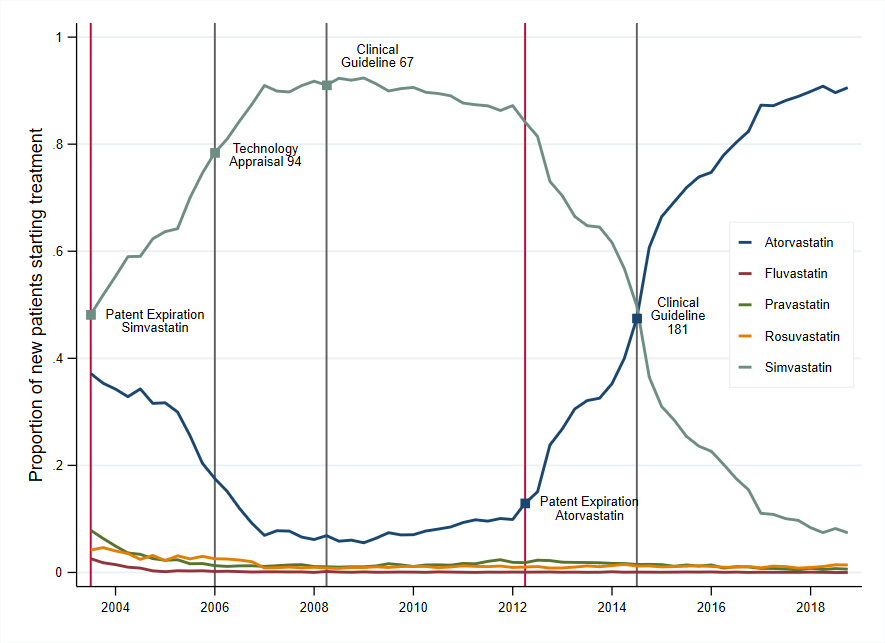 Proportion of new patients starting treatment
1
.8
.6
.4
.2
0
Clinical
Guideline 67
Technology
Appraisal 94
Patent Expiration
Simvastatin
Clinical
Guideline
181
Patent Expiration
Atorvastatin
Atorvastatin
Fluvastatin
Pravastatin
Rosuvastatin
Simvastatin
2004 2006 2008 2010 2012 2014 2016 2018